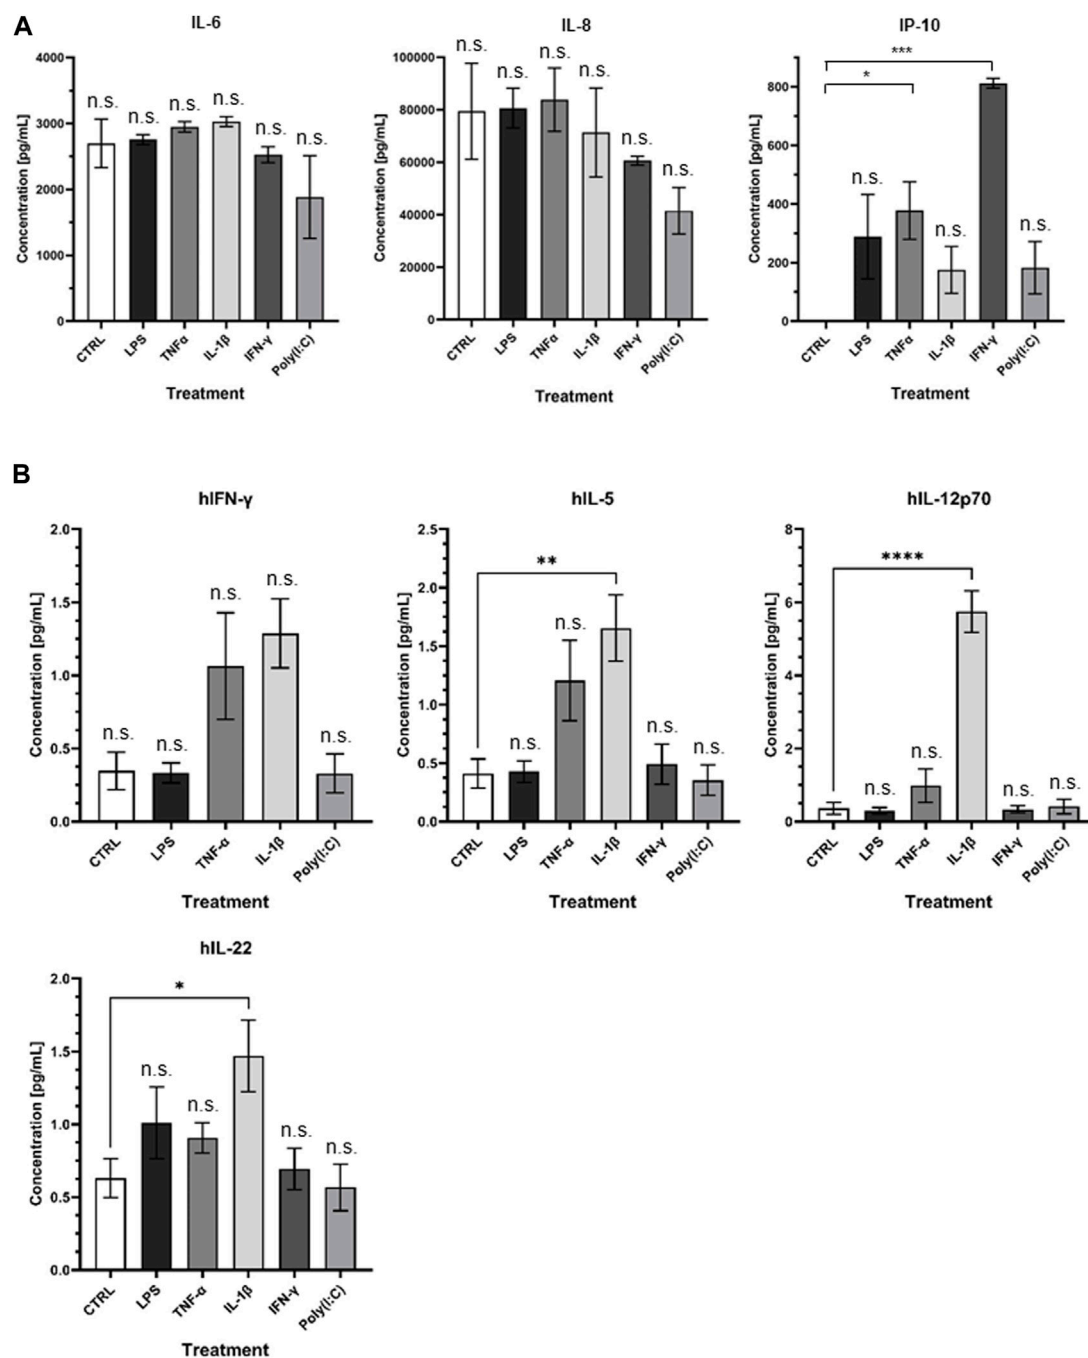 A
IL-6
Concentration [pg/mL]
4000
3000
2000
1000
0
n.s.
n.s.
n.s.
n.s.
n.s.
n.s.
CTRL
LPS
TNFα
IL-1β
IFN-γ
Poly(I:C)
Treatment
IL-8
Concentration [pg/mL]
100000
80000
60000
40000
20000
0
n.s.
n.s.
n.s.
n.s.
n.s.
n.s.
CTRL
LPS
TNFα
IL-1β
IFN-γ
Poly(I:C)
Treatment
IP-10
Concentration [pg/mL]
800
600
400
200
0
***
*
n.s.
n.s.
n.s.
CTRL
LPS
TNFα
IL-1β
IFN-γ
Poly(I:C)
Treatment
B
hIFN-γ
Concentration [pg/mL]
2.0
1.5
1.0
0.5
0.0
n.s.
n.s.
n.s.
n.s.
n.s.
CTRL
LPS
TNF-α
IL-1β
Poly(I:C)
Treatment
hIL-5
Concentration [pg/mL]
2.5
2.0
1.5
1.0
0.5
0.0
**
n.s.
n.s.
n.s.
n.s.
CTRL
LPS
TNF-α
IL-1β
IFN-γ
Poly(I:C)
Treatment
hIL-12p70
Concentration [pg/mL]
8
6
4
2
0
****
n.s.
n.s.
n.s.
n.s.
CTRL
LPS
TNF-α
IL-1β
IFN-γ
Poly(I:C)
Treatment
hIL-22
Concentration [pg/mL]
2.0
1.5
1.0
0.5
0.0
*
n.s.
n.s.
n.s.
n.s.
CTRL
LPS
TNF-α
IL-1β
IFN-γ
Poly(I:C)
Treatment